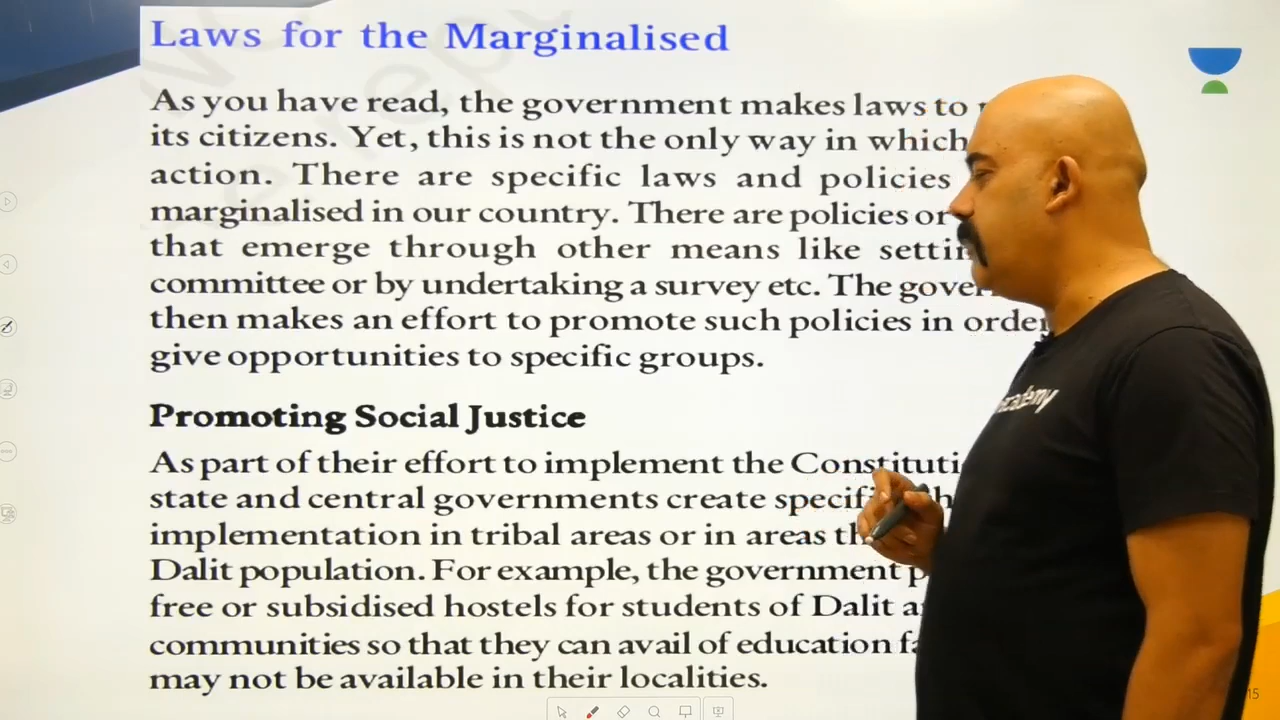 Laws for the Marginalised
As you have read, the government makes laws to
its citizens. Yet, this is not the only way in which
action. There are specific laws and policies
marginalised in our country. There are policies or
that emerge through other means like
committee or by undertaking a survey etc. The
then makes an effort to promote such policies in order
give opportunities to specific groups.
Promoting Social Justice
As part of their effort to implement the
state and central governments create
implementation in tribal areas or in areas
Dalit population. For example, the government
free or subsidised hostels for students of Dalit
communities so that they can avail of education
may not be available in their localities.
15